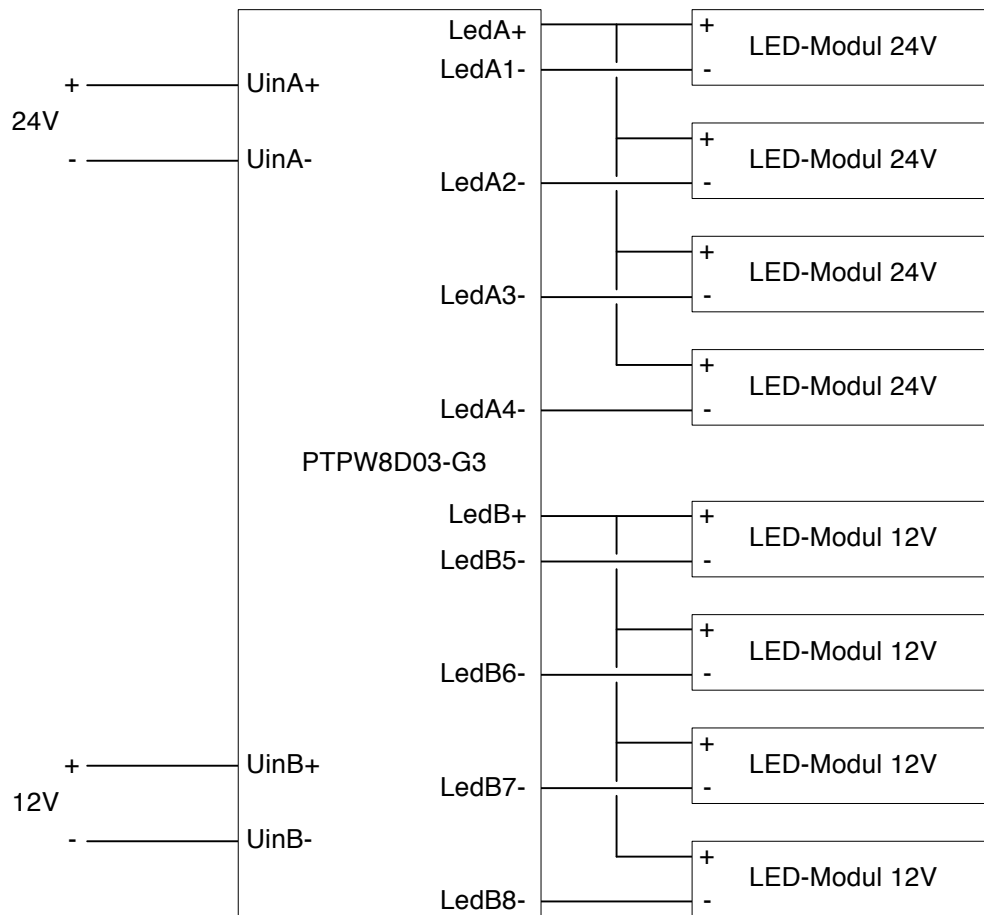 LedA+
+
LED-Modul 24V
LedA1-
-
+
UinA+
24V
-
UinA-
+
LED-Modul 24V
LedA2-
-
+
LED-Modul 24V
LedA3-
-
+
LED-Modul 24V
LedA4-
-
PTPW8D03-G3
LedB+
+
LED-Modul 12V
LedB5-
-
+
LED-Modul 12V
LedB6-
-
+
LED-Modul 12V
+
UinB+
LedB7-
-
12V
-
UinB-
+
LED-Modul 12V
LedB8-
-